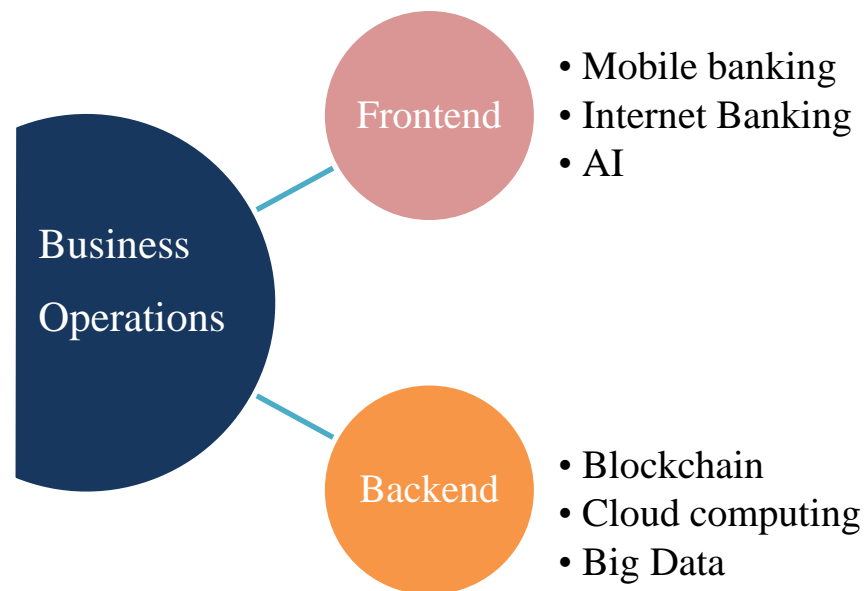 Business
Operations
Frontend
• Mobile banking
• Internet Banking
• AI
Backend
• Blockchain
• Cloud computing
• Big Data